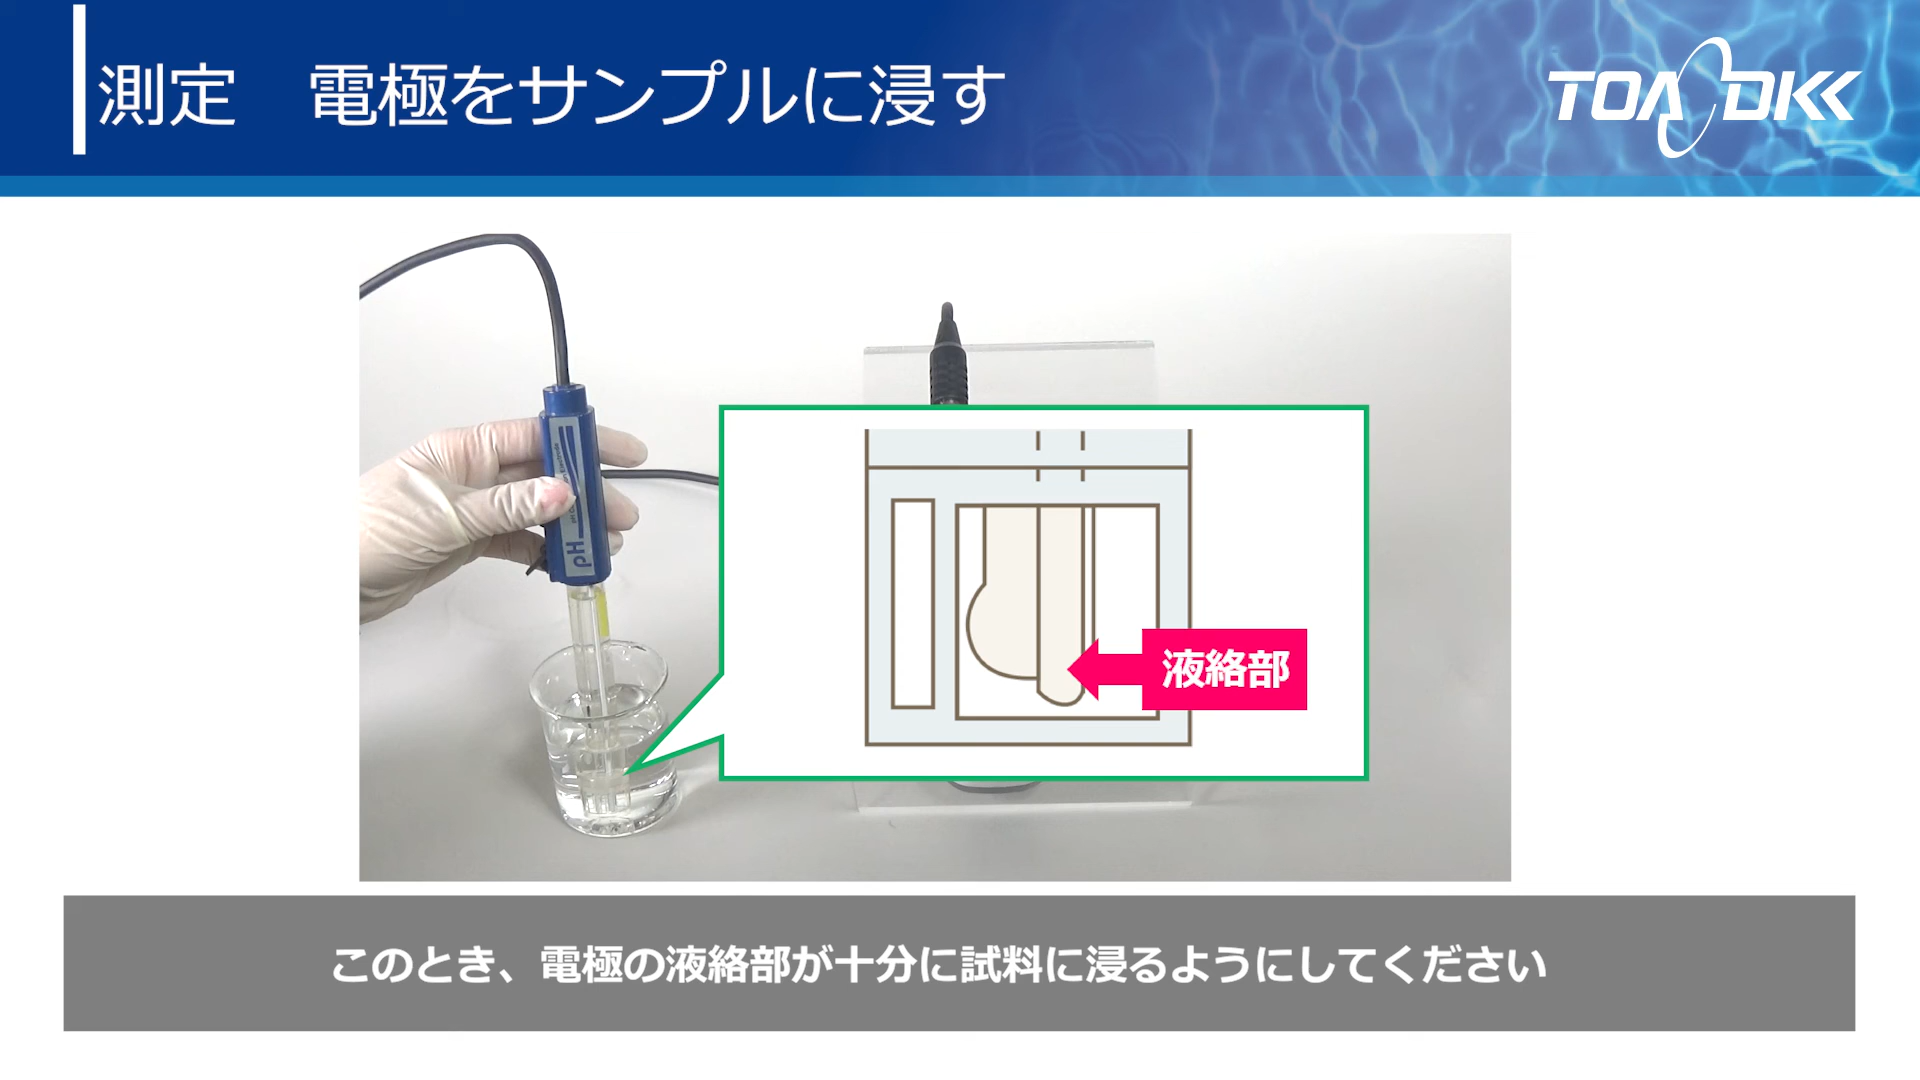 測定　電極をサンプルに浸す
TOA DKK
pH
液絡部
このとき、電極の液絡部が十分に試料に浸るようにしてください